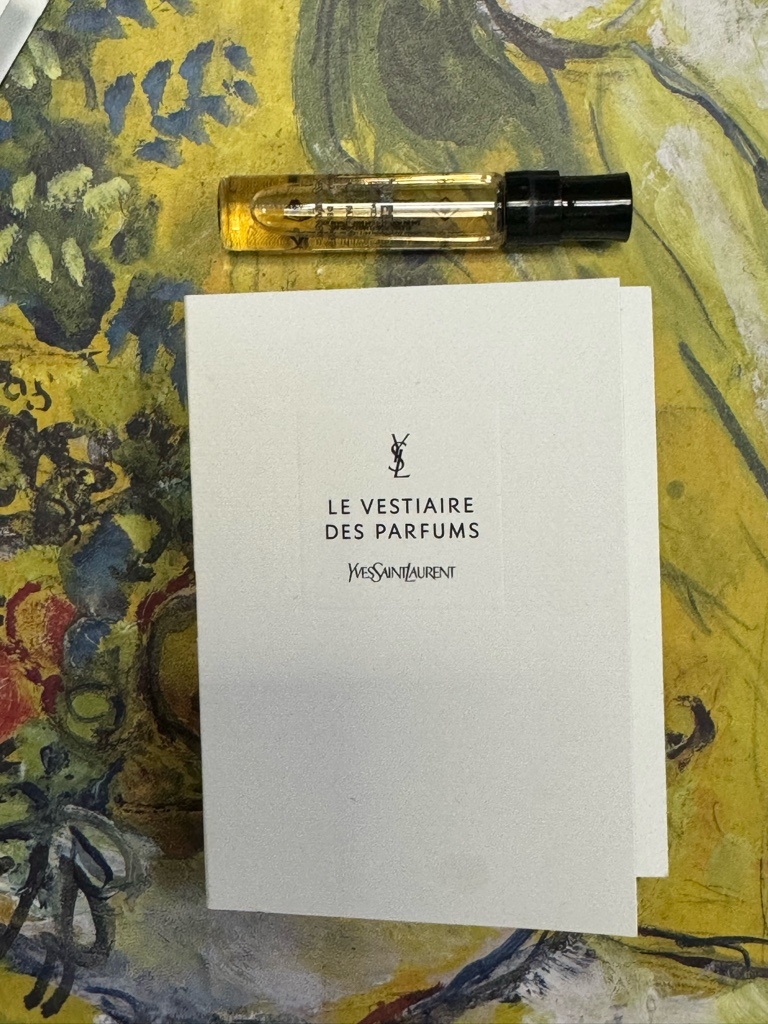 YSL
LE VESTIAIRE
DES PARFUMS
YVESSAINTLAURENT